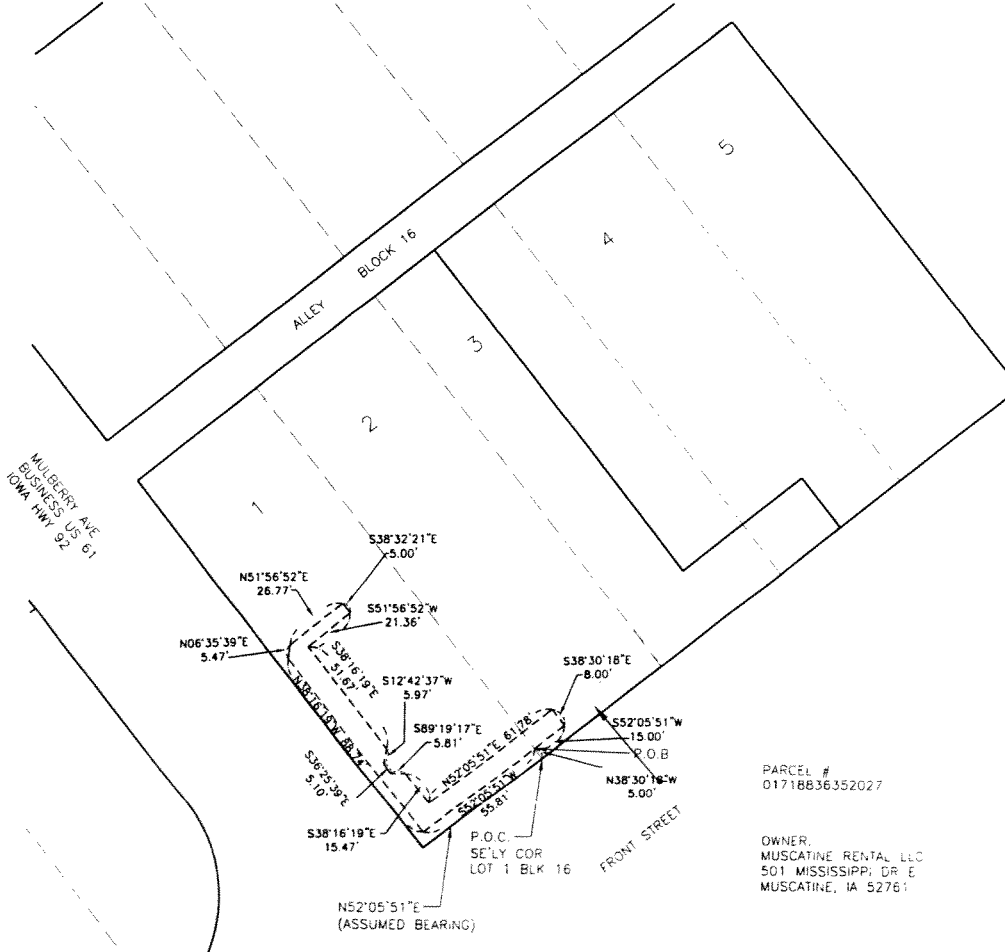 5
4
BLOCK 16
ALLEY
3
2
1
MULBERRY AVE
BUSINESS US 61
IOWA HWY 92
S38°32'21"E
5.00'
N51°56'52"E
26.77'
S51°56'52"W
21.36'
N06°35'39"E
5.47'
S38°16'19"E
51.67'
S12°42'37"W
5.97'
S38°30'18"E
8.00'
N38°16'19"W 88.74'
S89°19'17"E
5.81'
S52°05'51"W
15.00'
P.O.B
N52°05'51"E 61.78'
S36°25'39"E
5.10'
S52°05'51"W
55.81'
N38°30'18"W
5.00'
S38°16'19"E
15.47'
P.O.C.
SE'LY COR
LOT 1 BLK 16
FRONT STREET
N52°05'51"E
(ASSUMED BEARING)
PARCEL #
01718836352027
OWNER:
MUSCATINE RENTAL LLC
501 MISSISSIPPI DR E
MUSCATINE, IA 52761